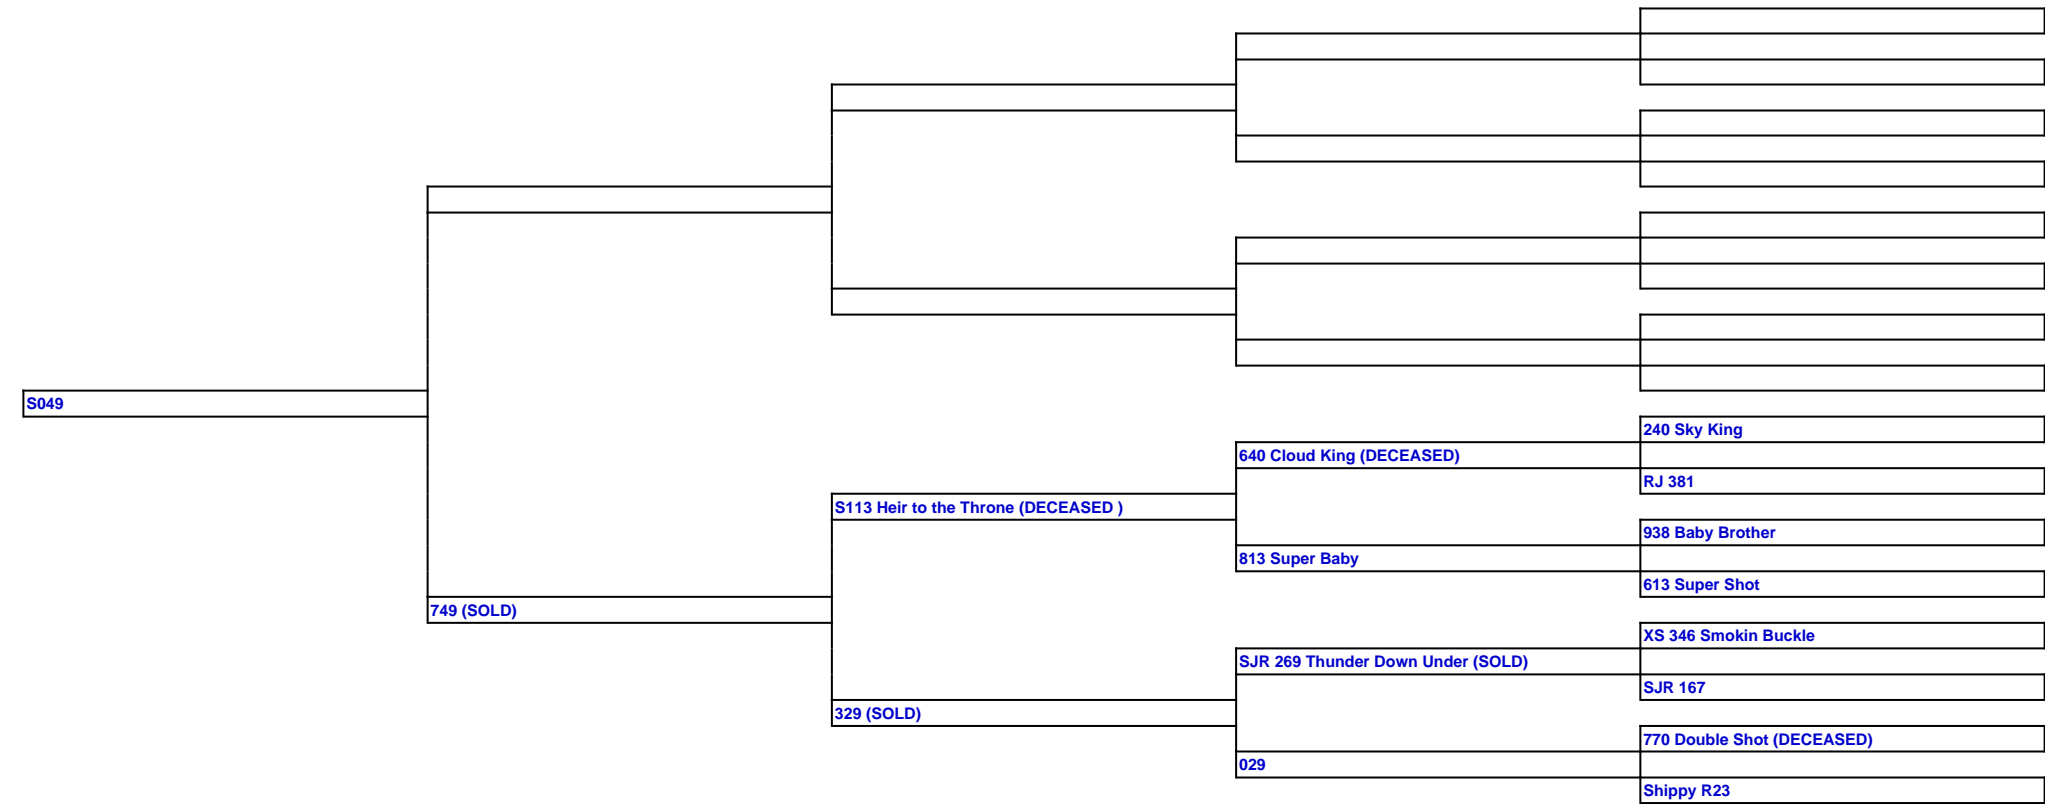 S049
749 (SOLD)
S113 Heir to the Throne (DECEASED )
329 (SOLD)
640 Cloud King (DECEASED)
813 Super Baby
SJR 269 Thunder Down Under (SOLD)
029
240 Sky King
RJ 381
938 Baby Brother
613 Super Shot
XS 346 Smokin Buckle
SJR 167
770 Double Shot (DECEASED)
Shippy R23